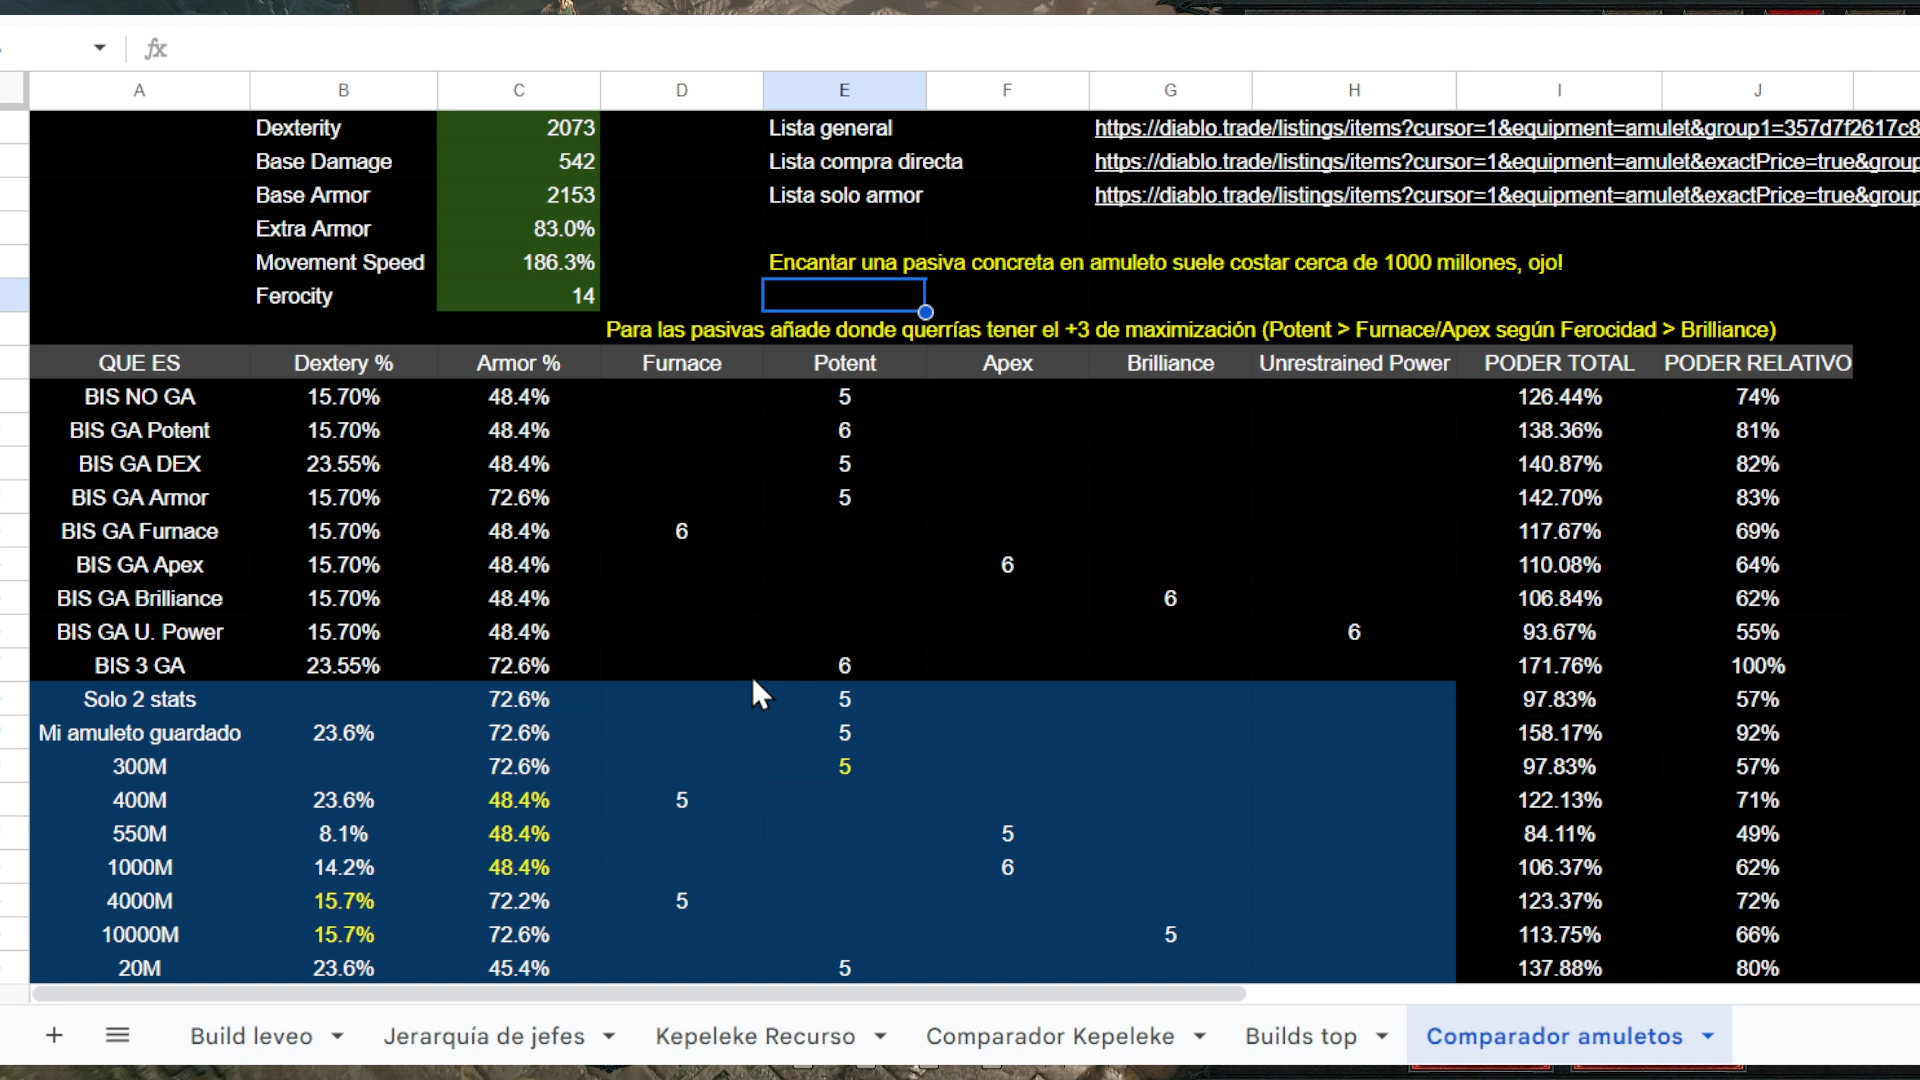 fx
A B C D E F G H I J
Dexterity 2073 Lista general https://diablo.trade/listings/items?cursor=1&equipment=amulet&group1=357d7f2617c8
Base Damage 542 Lista compra directa https://diablo.trade/listings/items?cursor=1&equipment=amulet&exactPrice=true&group
Base Armor 2153 Lista solo armor https://diablo.trade/listings/items?cursor=1&equipment=amulet&exactPrice=true&group
Extra Armor 83.0%
Movement Speed 186.3% Encantar una pasiva concreta en amuleto suele costar cerca de 1000 millones, ojo!
Ferocity 14
Para las pasivas añade donde querrías tener el +3 de maximización (Potent > Furnace/Apex según Ferocidad > Brilliance)
QUE ES Dextery % Armor % Furnace Potent Apex Brilliance Unrestrained Power PODER TOTAL PODER RELATIVO
BIS NO GA 15.70% 48.4% 5 126.44% 74%
BIS GA Potent 15.70% 48.4% 6 138.36% 81%
BIS GA DEX 23.55% 48.4% 5 140.87% 82%
BIS GA Armor 15.70% 72.6% 5 142.70% 83%
BIS GA Furnace 15.70% 48.4% 6 117.67% 69%
BIS GA Apex 15.70% 48.4% 6 110.08% 64%
BIS GA Brilliance 15.70% 48.4% 6 106.84% 62%
BIS GA U. Power 15.70% 48.4% 6 93.67% 55%
BIS 3 GA 23.55% 72.6% 6 171.76% 100%
Solo 2 stats 72.6% 5 97.83% 57%
Mi amuleto guardado 23.6% 72.6% 5 158.17% 92%
300M 72.6% 5 97.83% 57%
400M 23.6% 48.4% 5 122.13% 71%
550M 8.1% 48.4% 5 84.11% 49%
1000M 14.2% 48.4% 6 106.37% 62%
4000M 15.7% 72.2% 5 123.37% 72%
10000M 15.7% 72.6% 5 113.75% 66%
20M 23.6% 45.4% 5 137.88% 80%
Build leveo Jerarquía de jefes Kepeleke Recurso Comparador Kepeleke Builds top Comparador amuletos